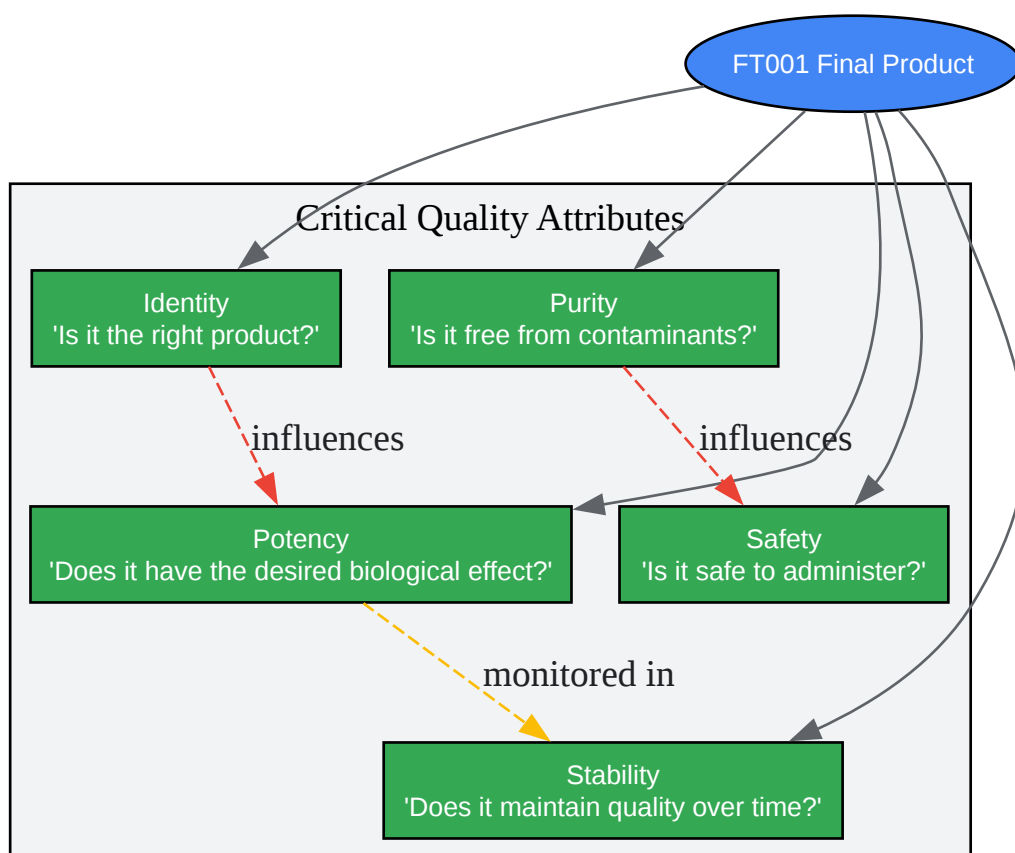 FT001 Final Product
Critical Quality Attributes
Identity
'Is it the right product?'
Purity
'Is it free from contaminants?'
influences
influences
Potency
'Does it have the desired biological effect?'
Safety
'Is it safe to administer?'
monitored in
Stability
'Does it maintain quality over time?'